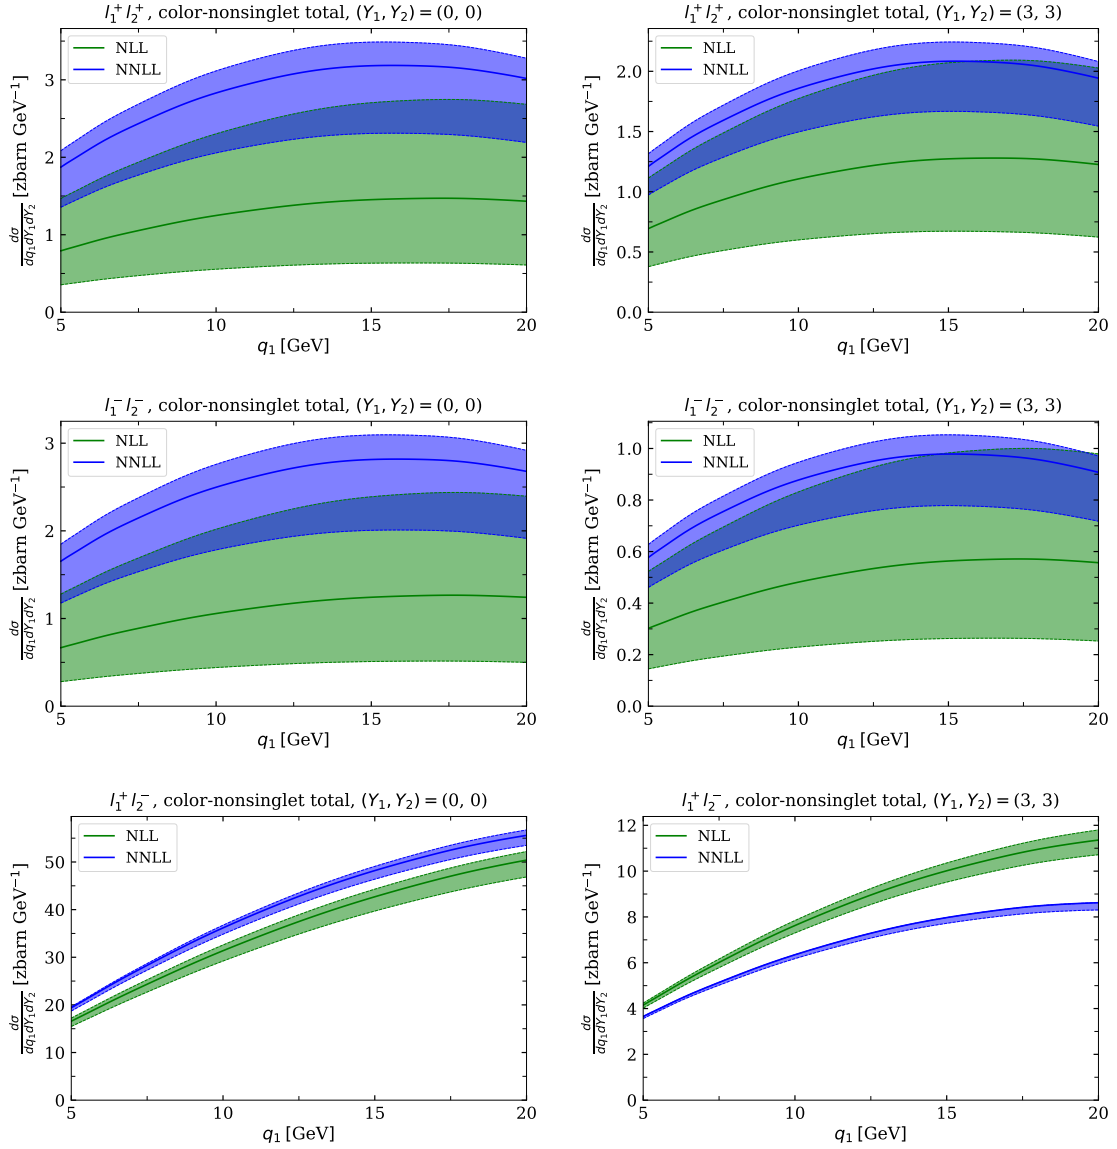 l₁⁺l₂⁺, color-nonsinglet total, (Y₁, Y₂) = (0, 0)
NLL
NNLL
dσ/dq₁dY₁dY₂ [zbarn GeV⁻¹]
3
2
1
0
5 10 15 20
q₁ [GeV]
l₁⁺l₂⁺, color-nonsinglet total, (Y₁, Y₂) = (3, 3)
NLL
NNLL
dσ/dq₁dY₁dY₂ [zbarn GeV⁻¹]
2.0
1.5
1.0
0.5
0.0
5 10 15 20
q₁ [GeV]
l₁⁻l₂⁻, color-nonsinglet total, (Y₁, Y₂) = (0, 0)
NLL
NNLL
dσ/dq₁dY₁dY₂ [zbarn GeV⁻¹]
3
2
1
0
5 10 15 20
q₁ [GeV]
l₁⁻l₂⁻, color-nonsinglet total, (Y₁, Y₂) = (3, 3)
NLL
NNLL
dσ/dq₁dY₁dY₂ [zbarn GeV⁻¹]
1.0
0.8
0.6
0.4
0.2
0.0
5 10 15 20
q₁ [GeV]
l₁⁺l₂⁻, color-nonsinglet total, (Y₁, Y₂) = (0, 0)
NLL
NNLL
dσ/dq₁dY₁dY₂ [zbarn GeV⁻¹]
50
40
30
20
10
0
5 10 15 20
q₁ [GeV]
l₁⁺l₂⁻, color-nonsinglet total, (Y₁, Y₂) = (3, 3)
NLL
NNLL
dσ/dq₁dY₁dY₂ [zbarn GeV⁻¹]
12
10
8
6
4
2
0
5 10 15 20
q₁ [GeV]